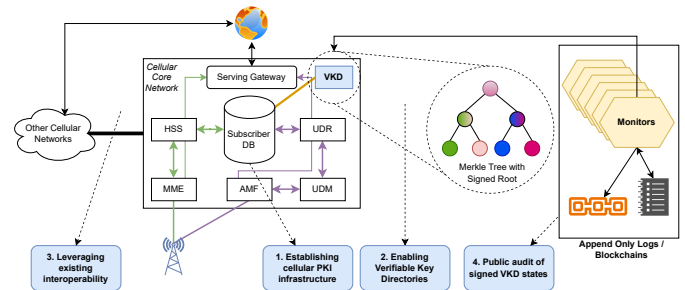 Cellular
Core
Network
Serving Gateway
VKD
Other Cellular
Networks
HSS
Subscriber
DB
UDR
MME
AMF
UDM
Merkle Tree with
Signed Root
Monitors
Append Only Logs /
Blockchains
3. Leveraging
existing
interoperability
1. Establishing
cellular PKI
infrastructure
2. Enabling
Verifiable Key
Directories
4. Public audit of
signed VKD states